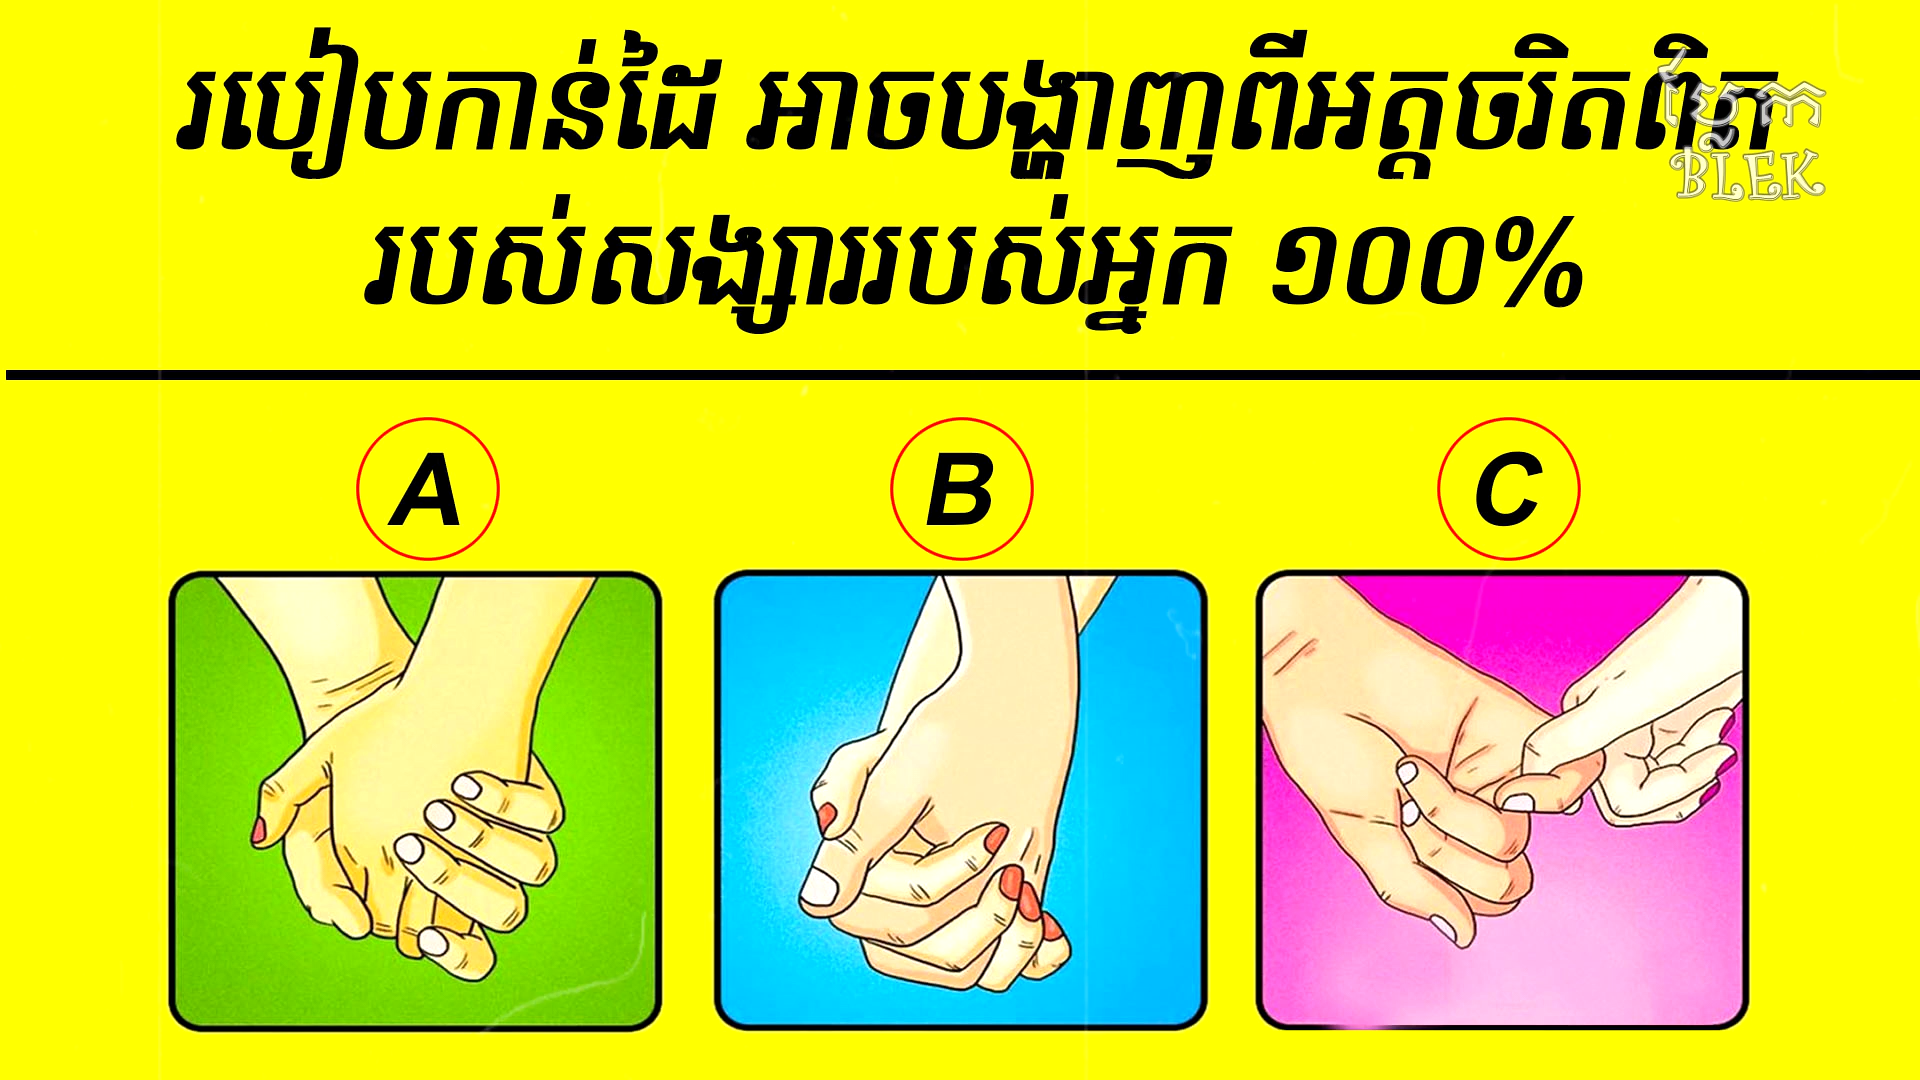 របៀបកាន់ដៃ អាចបង្ហាញពីអត្តចរិតពិត
របស់សង្សាររបស់អ្នក ១០០%
បែក
BLEK
A
B
C